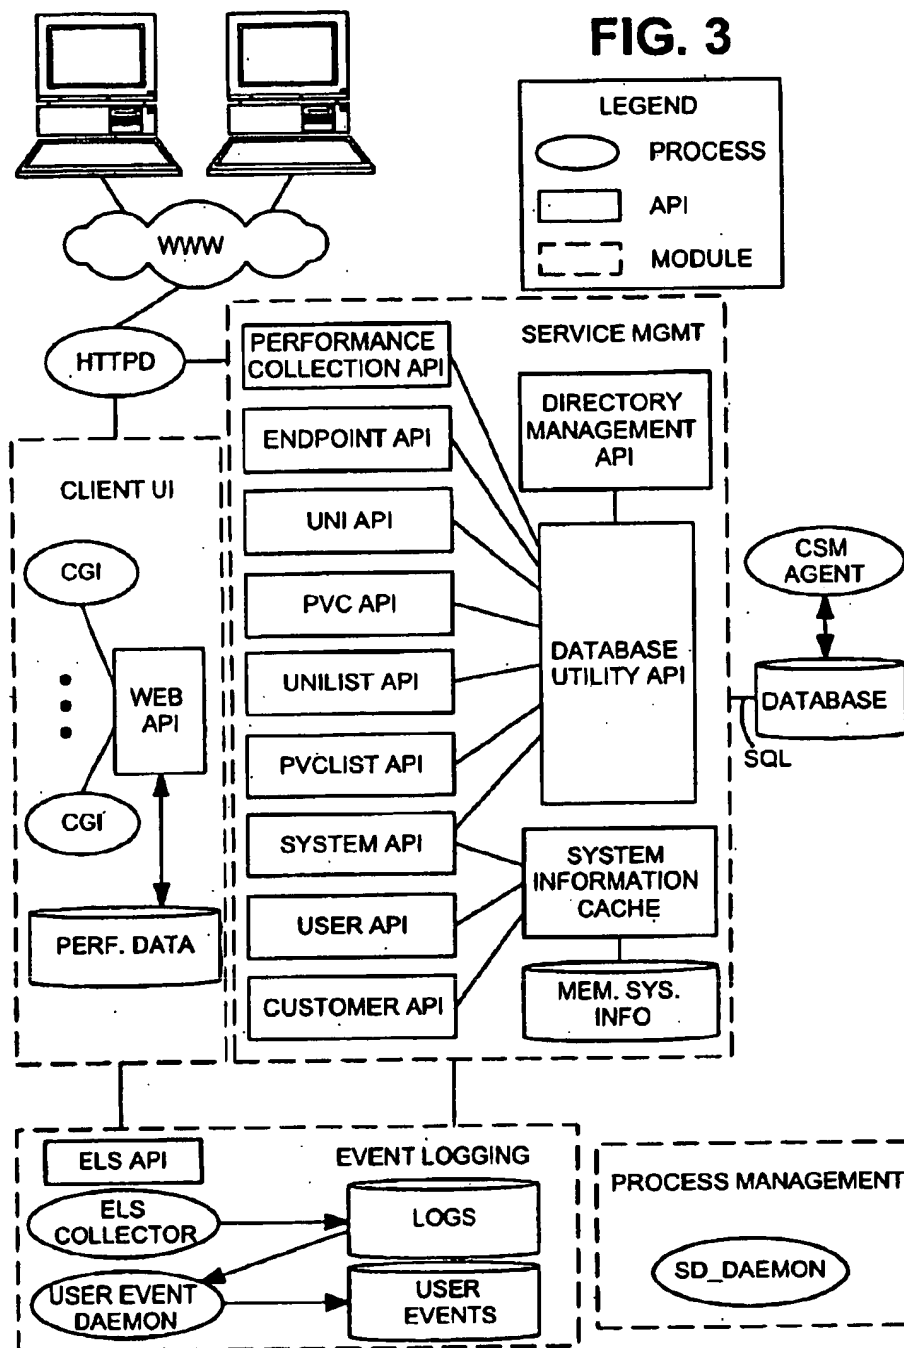 FIG. 3
LEGEND
PROCESS
API
MODULE
WWW
HTTPD
SERVICE MGMT
PERFORMANCE
COLLECTION API
ENDPOINT API
UNI API
PVC API
UNILIST API
PVCLIST API
SYSTEM API
USER API
CUSTOMER API
DIRECTORY
MANAGEMENT
API
DATABASE
UTILITY API
SYSTEM
INFORMATION
CACHE
MEM. SYS.
INFO
CSM
AGENT
DATABASE
SQL
CLIENT UI
CGI
WEB
API
CGI
PERF. DATA
ELS API
EVENT LOGGING
ELS
COLLECTOR
LOGS
USER EVENT
DAEMON
USER
EVENTS
PROCESS MANAGEMENT
SD_DAEMON